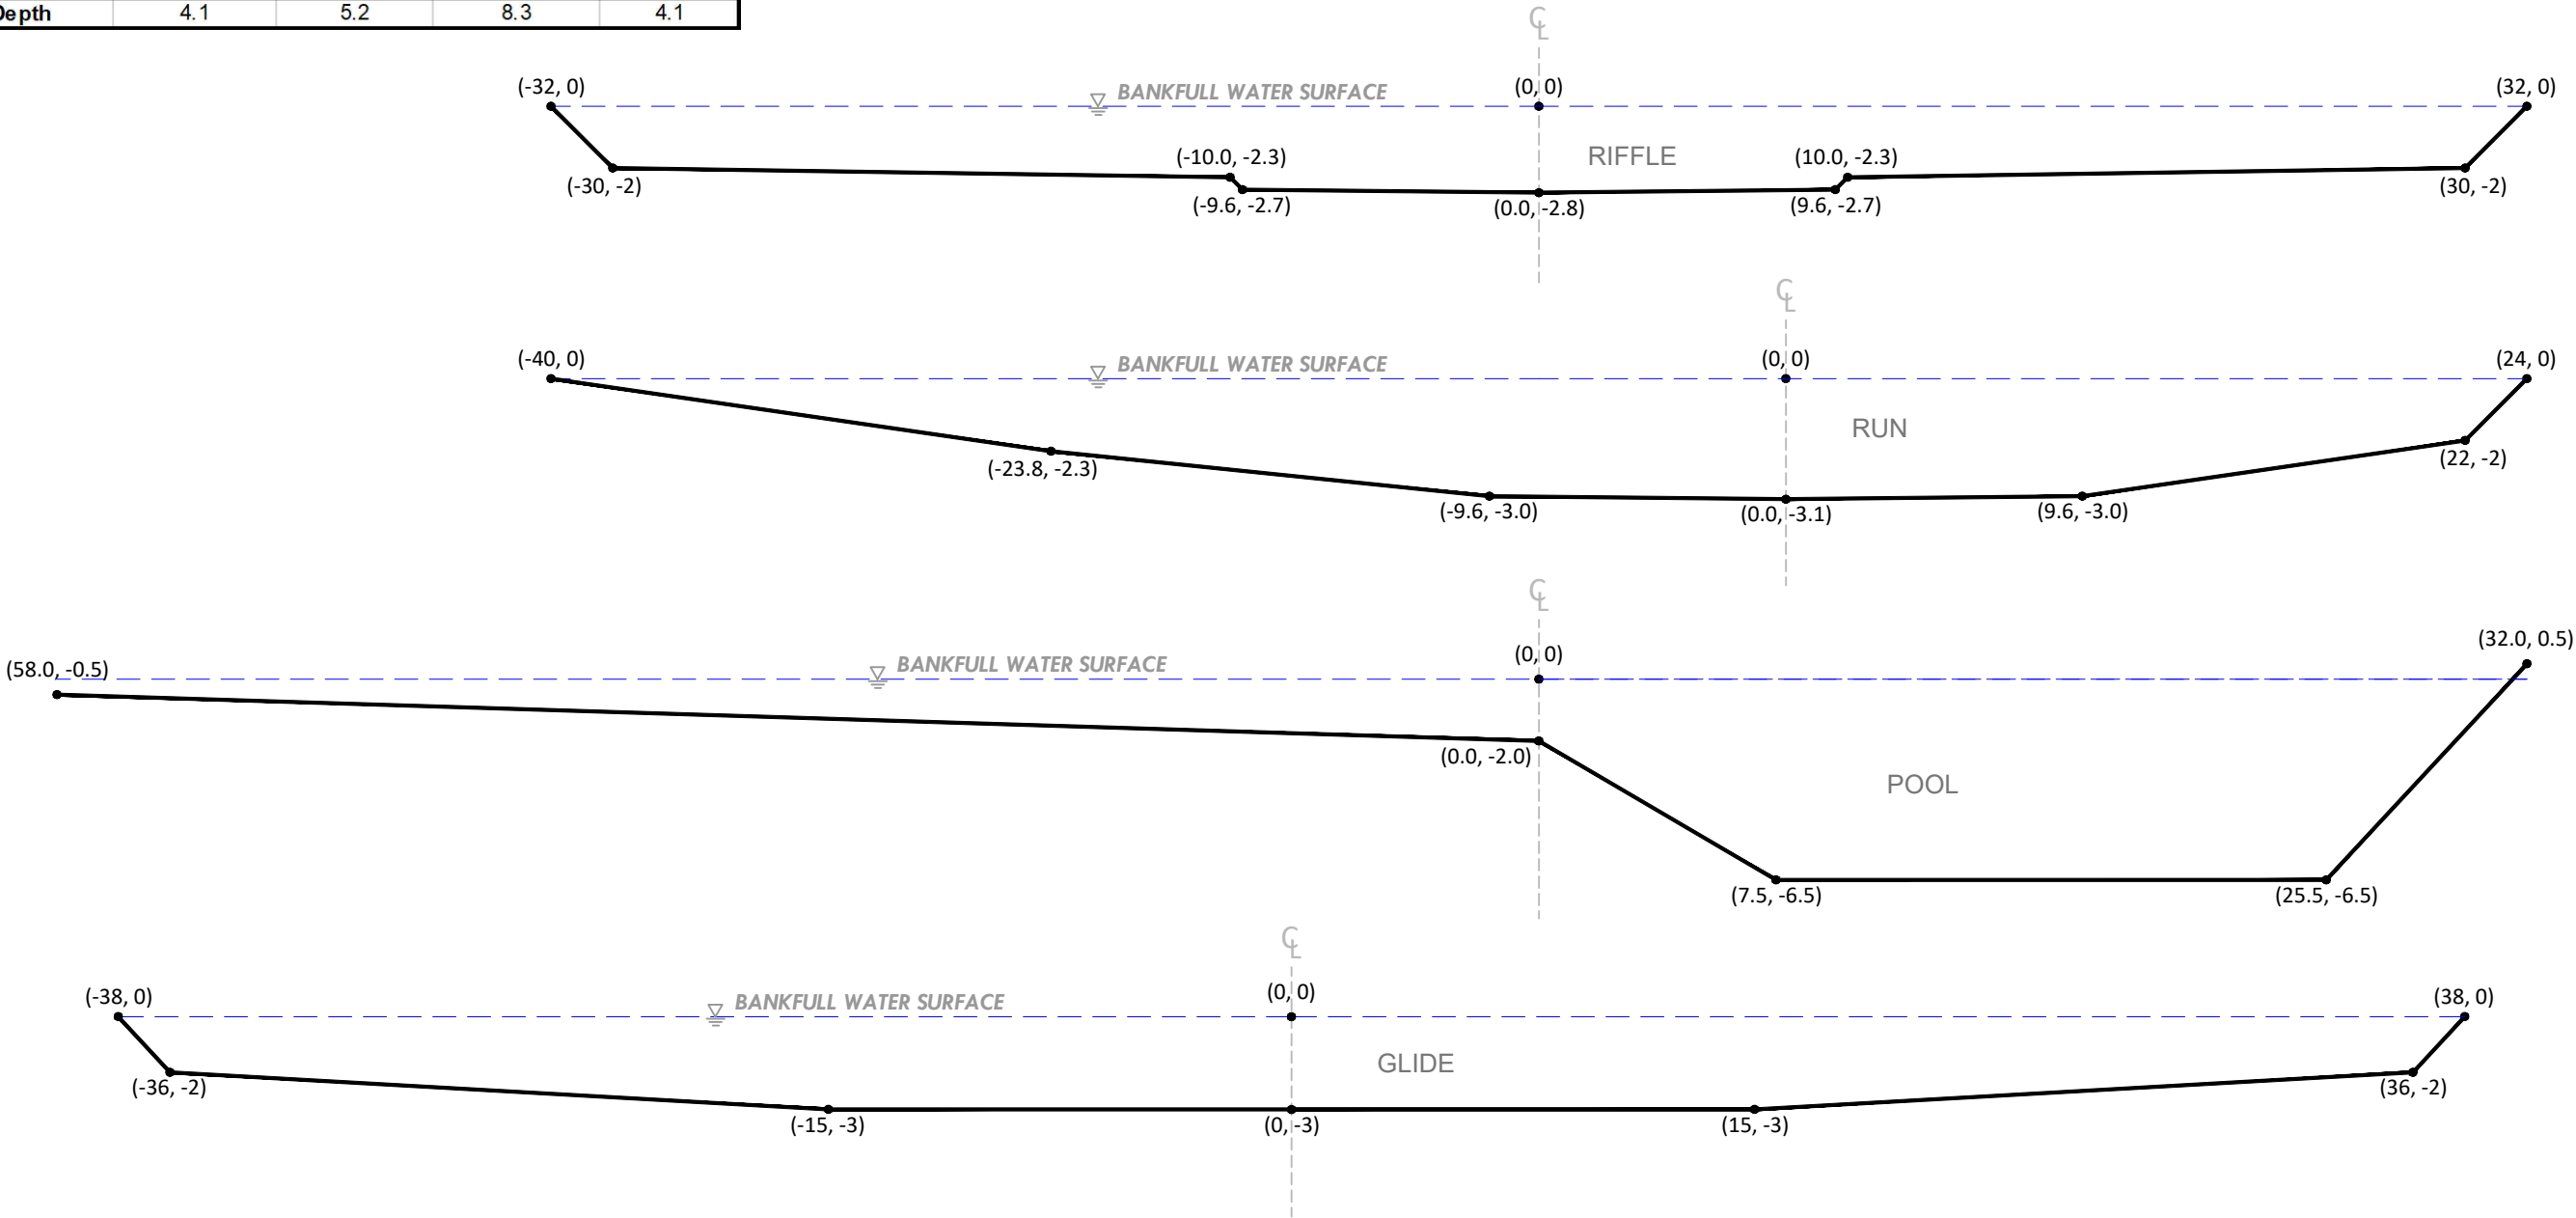 4.1 5.2 8.3 4.1
CL
(-32, 0) BANKFULL WATER SURFACE (0, 0) (32, 0)
(-10.0, -2.3) RIFFLE (10.0, -2.3)
(-30, -2) (-9.6, -2.7) (0.0, -2.8) (9.6, -2.7) (30, -2)
CL
(-40, 0) BANKFULL WATER SURFACE (0, 0) (24, 0)
RUN
(-23.8, -2.3) (22, -2)
(-9.6, -3.0) (0.0, -3.1) (9.6, -3.0)
CL
(58.0, -0.5) BANKFULL WATER SURFACE (0, 0) (32.0, 0.5)
(0.0, -2.0)
POOL
(7.5, -6.5) (25.5, -6.5)
CL
(-38, 0) BANKFULL WATER SURFACE (0, 0) (38, 0)
GLIDE
(-36, -2) (36, -2)
(-15, -3) (0, -3) (15, -3)